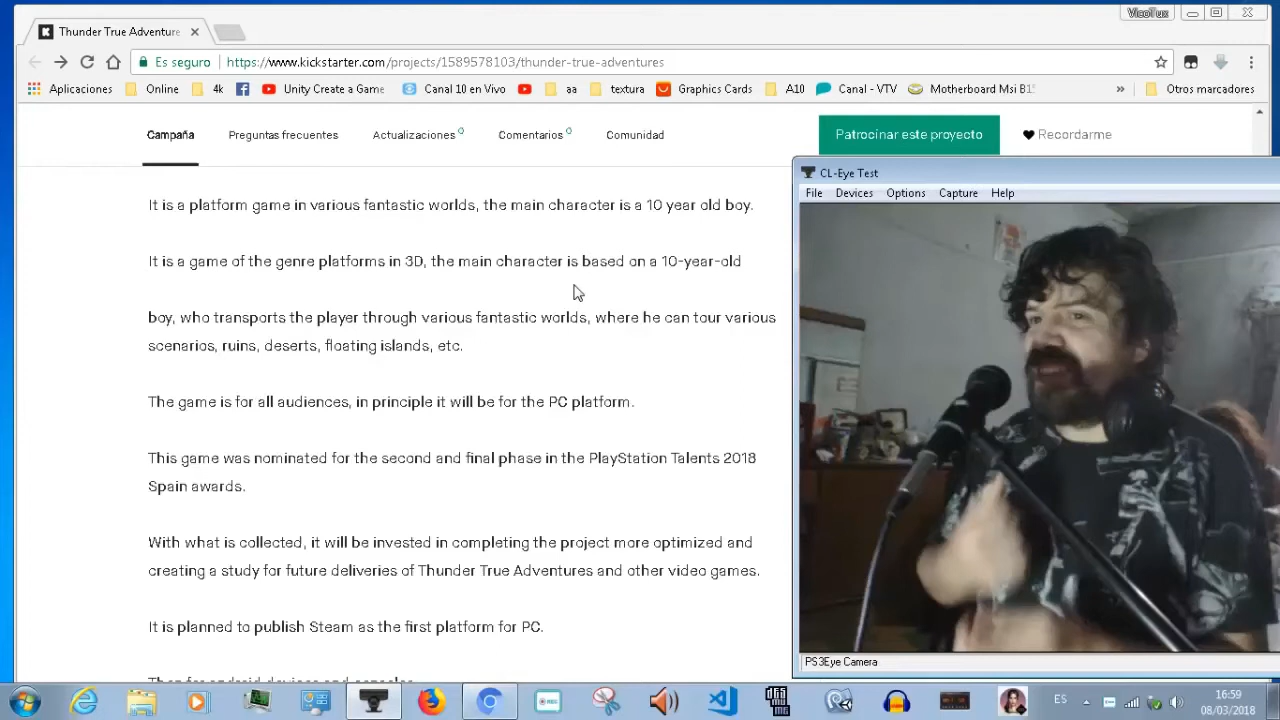 VicoTux
Thunder True Adventure
Es seguro
https://www.kickstarter.com/projects/1589578103/thunder-true-adventures
Aplicaciones
Online
4k
Unity Create a Game
Canal 10 en Vivo
aa
textura
Graphics Cards
A10
Canal - VTV
Motherboard Msi B15
»
Otros marcadores
Campaña
Preguntas frecuentes
Actualizaciones 0
Comentarios 0
Comunidad
Patrocinar este proyecto
Recordarme
It is a platform game in various fantastic worlds, the main character is a 10 year old boy.
It is a game of the genre platforms in 3D, the main character is based on a 10-year-old
boy, who transports the player through various fantastic worlds, where he can tour various
scenarios, ruins, deserts, floating islands, etc.
The game is for all audiences, in principle it will be for the PC platform.
This game was nominated for the second and final phase in the PlayStation Talents 2018
Spain awards.
With what is collected, it will be invested in completing the project more optimized and
creating a study for future deliveries of Thunder True Adventures and other video games.
It is planned to publish Steam as the first platform for PC.
Then for android devices and consoles
CL-Eye Test
File
Devices
Options
Capture
Help
PS3Eye Camera
ES
16:59
08/03/2018